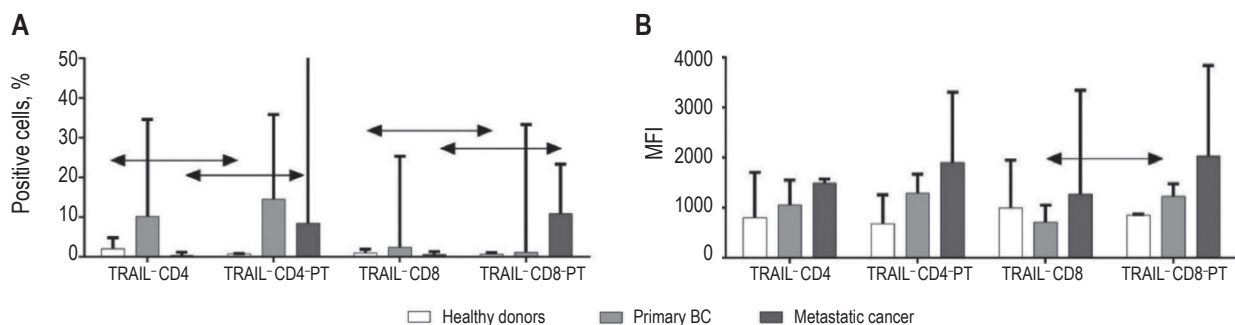 A
Positive cells, %
50
40
30
20
10
0
TRAIL-CD4
TRAIL-CD4-PT
TRAIL-CD8
TRAIL-CD8-PT
B
MFI
4000
3000
2000
1000
0
TRAIL-CD4
TRAIL-CD4-PT
TRAIL-CD8
TRAIL-CD8-PT
Healthy donors
Primary BC
Metastatic cancer